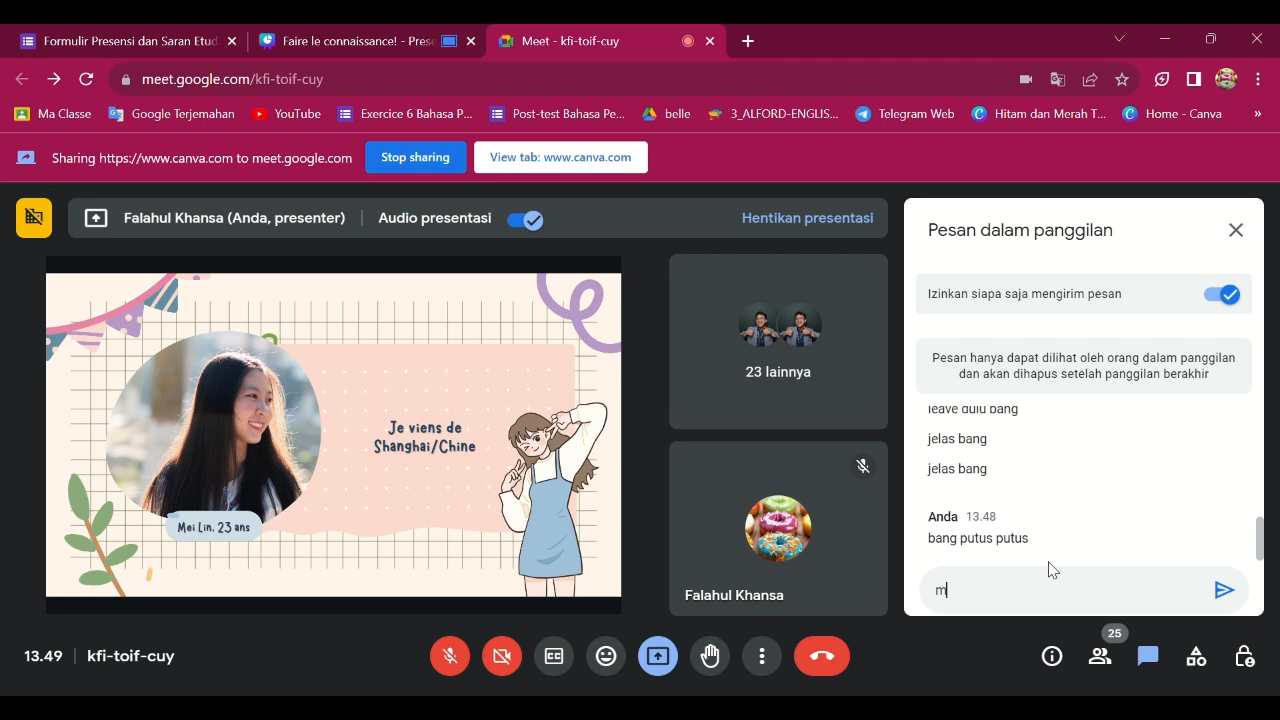 Formulir Presensi dan Saran Etud
Faire le connaissance! - Prese
Meet - kfi-toif-cuy
meet.google.com/kfi-toif-cuy
Ma Classe
Google Terjemahan
YouTube
Exercice 6 Bahasa P...
Post-test Bahasa Pe...
belle
3_ALFORD-ENGLIS...
Telegram Web
Hitam dan Merah T...
Home - Canva
Sharing https://www.canva.com to meet.google.com
Stop sharing
View tab: www.canva.com
Falahul Khansa (Anda, presenter)
Audio presentasi
Hentikan presentasi
Je viens de
Shanghai/Chine
Mei Lin, 23 ans
23 lainnya
Falahul Khansa
Pesan dalam panggilan
Izinkan siapa saja mengirim pesan
Pesan hanya dapat dilihat oleh orang dalam panggilan
dan akan dihapus setelah panggilan berakhir
leave dulu bang
jelas bang
jelas bang
Anda 13.48
bang putus putus
m
13.49 | kfi-toif-cuy
25